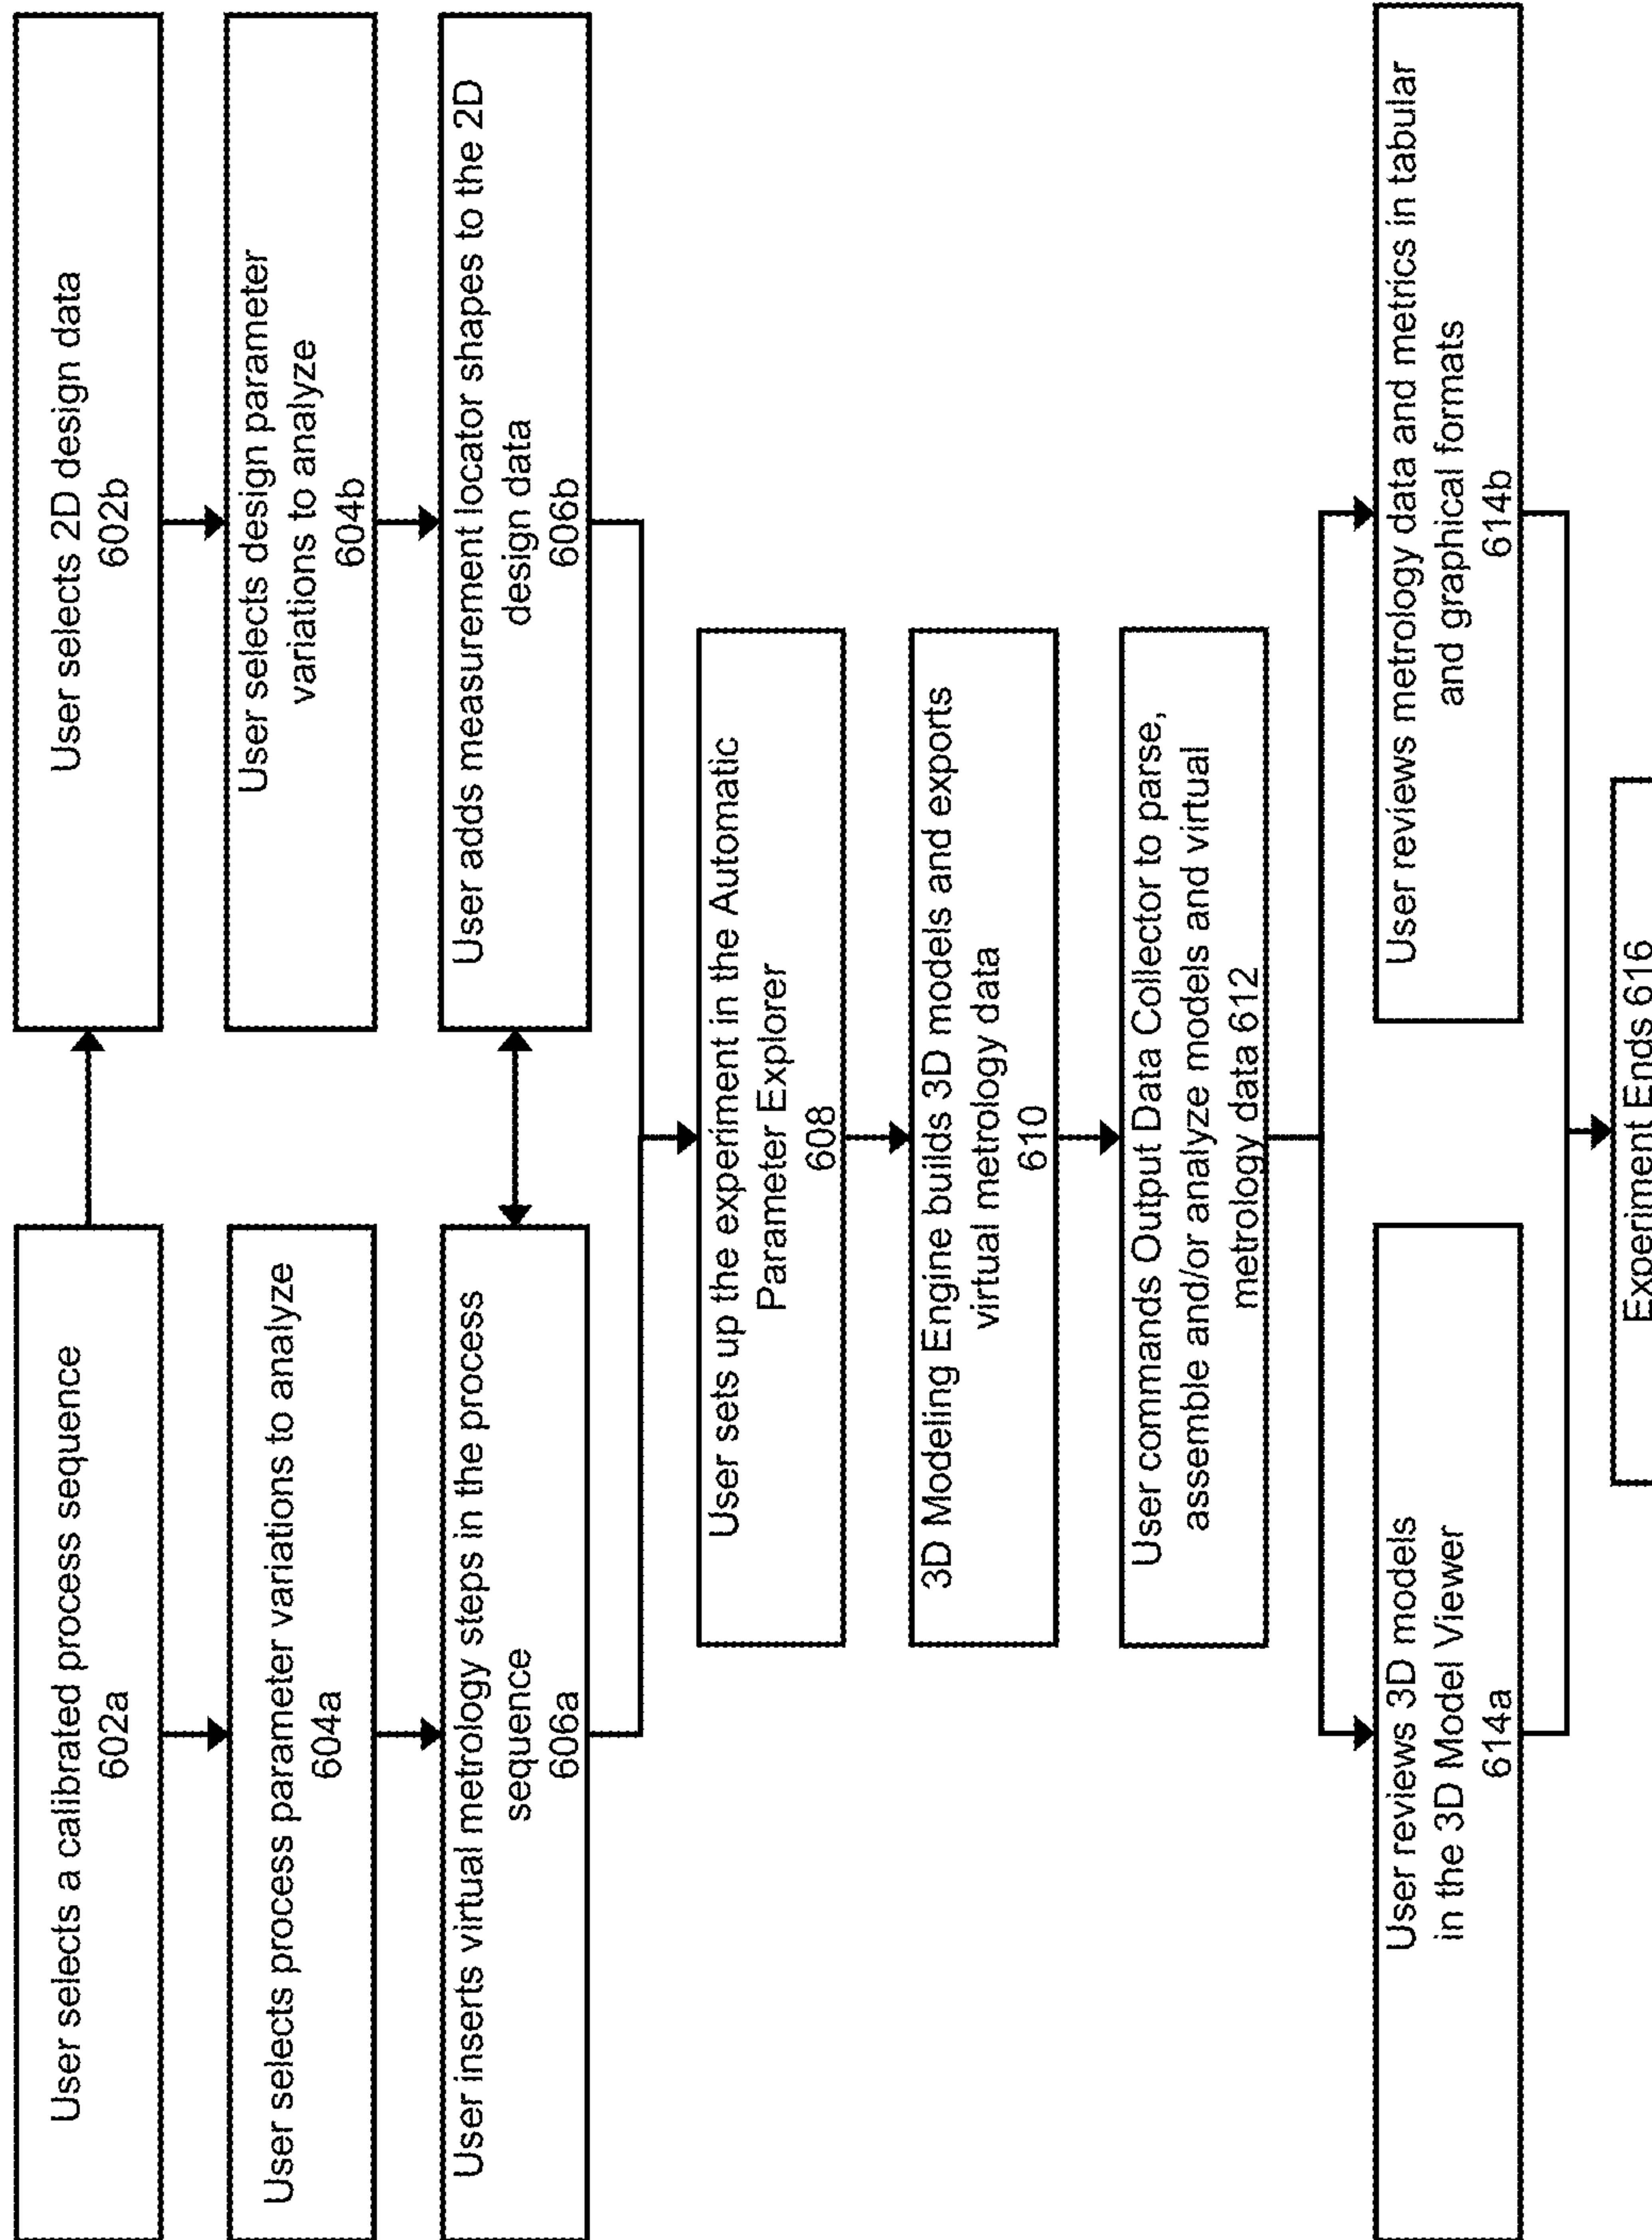 User selects a calibrated process sequence
602a
User selects 2D design data
602b
User selects process parameter variations to analyze
604a
User selects design parameter
variations to analyze
604b
User inserts virtual metrology steps in the process
sequence
606a
User adds measurement locator shapes to the 2D
design data
606b
User sets up the experiment in the Automatic
Parameter Explorer
608
3D Modeling Engine builds 3D models and exports
virtual metrology data
610
User commands Output Data Collector to parse,
assemble and/or analyze models and virtual
metrology data 612
User reviews 3D models
in the 3D Model Viewer
614a
User reviews metrology data and metrics in tabular
and graphical formats
614b
Experiment Ends 616